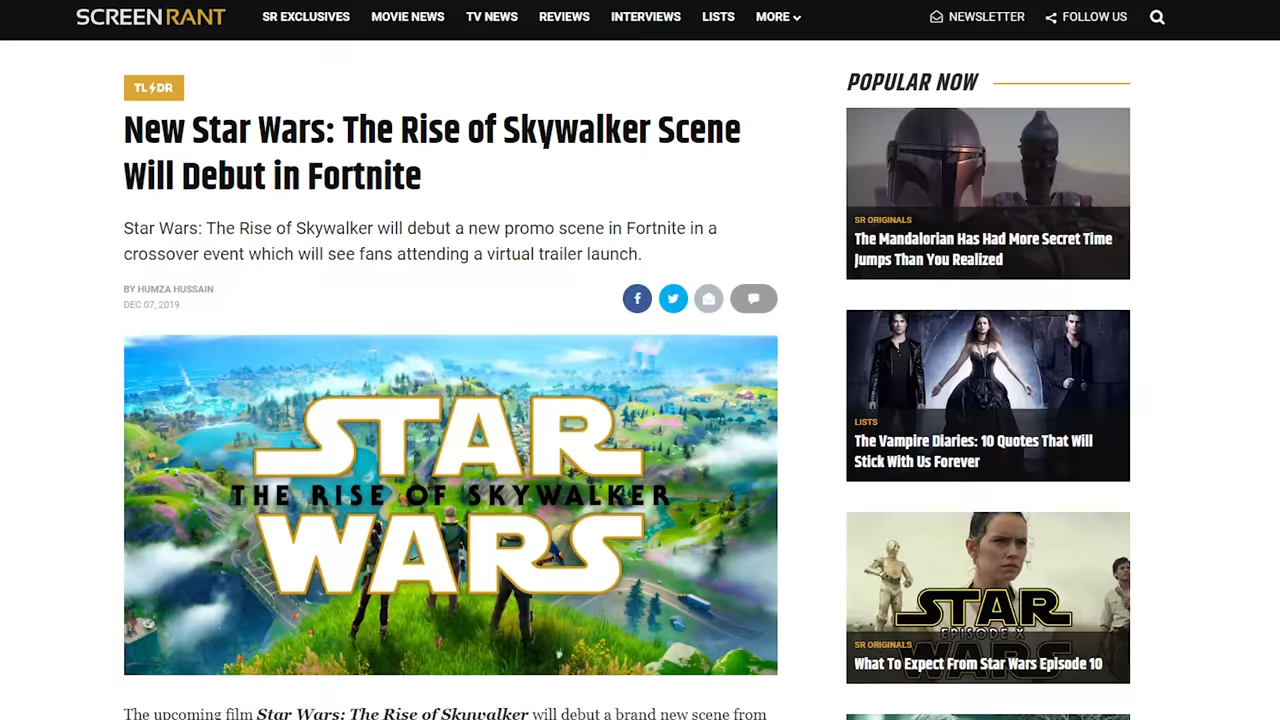 SCREENRANT
SR EXCLUSIVES MOVIE NEWS TV NEWS REVIEWS INTERVIEWS LISTS MORE
NEWSLETTER FOLLOW US
TL DR
New Star Wars: The Rise of Skywalker Scene
Will Debut in Fortnite
Star Wars: The Rise of Skywalker will debut a new promo scene in Fortnite in a
crossover event which will see fans attending a virtual trailer launch.
BY HUMZA HUSSAIN
DEC 07, 2019
STAR
THE RISE OF SKYWALKER
WARS
The upcoming film Star Wars: The Rise of Skywalker will debut a brand new scene from
POPULAR NOW
SR ORIGINALS
The Mandalorian Has Had More Secret Time
Jumps Than You Realized
LISTS
The Vampire Diaries: 10 Quotes That Will
Stick With Us Forever
STAR
EPISODE X
WARS
SR ORIGINALS
What To Expect From Star Wars Episode 10